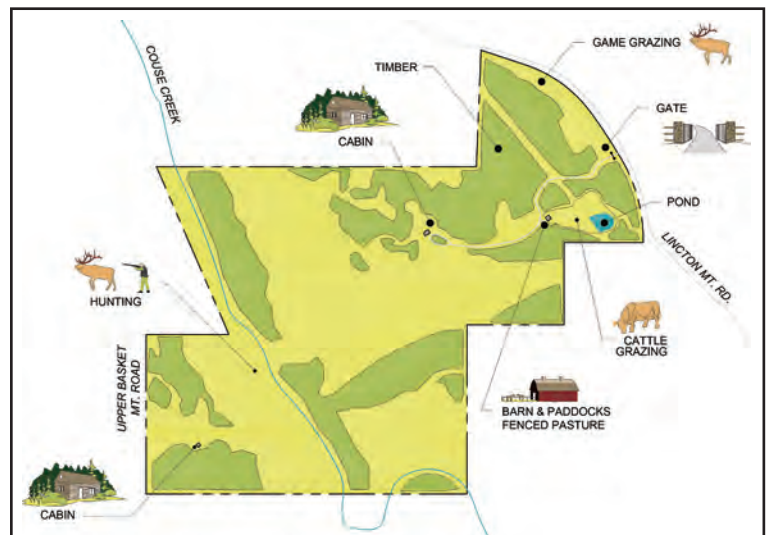 GAME GRAZING
TIMBER
COUSE CREEK
GATE
CABIN
POND
LINCTON MT. RD.
HUNTING
CATTLE
GRAZING
UPPER BASKET
MT. ROAD
BARN & PADDOCKS
FENCED PASTURE
CABIN